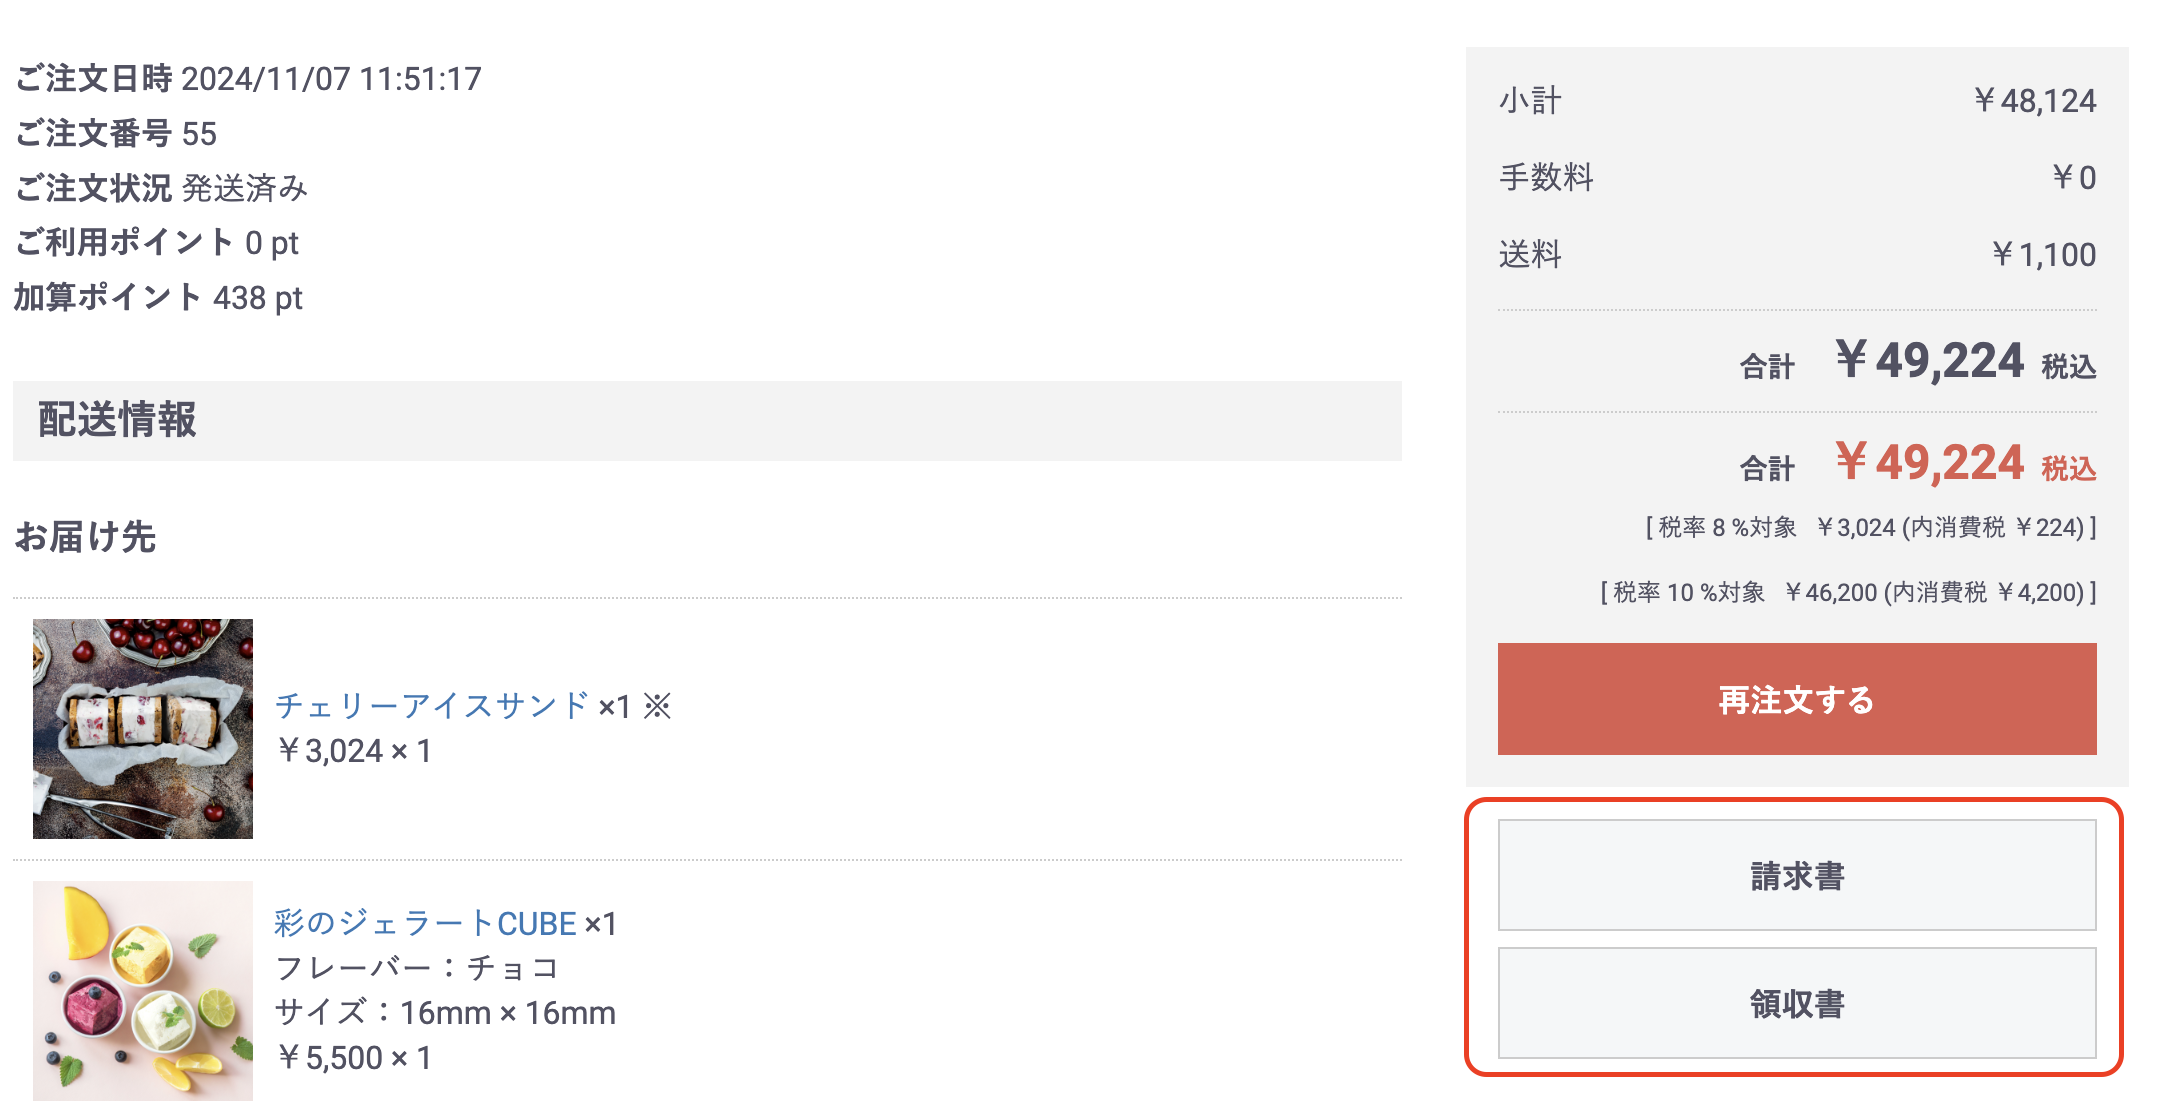 ご注文日時 2024/11/07 11:51:17
ご注文番号 55
ご注文状況 発送済み
ご利用ポイント 0 pt
加算ポイント 438 pt
配送情報
お届け先
チェリーアイスサンド ×1 ※
￥3,024 × 1
彩のジェラートCUBE ×1
フレーバー：チョコ
サイズ：16mm × 16mm
￥5,500 × 1
小計 ￥48,124
手数料 ￥0
送料 ￥1,100
合計 ￥49,224 税込
合計 ￥49,224 税込
[ 税率 8 %対象 ￥3,024 (内消費税 ￥224) ]
[ 税率 10 %対象 ￥46,200 (内消費税 ￥4,200) ]
再注文する
請求書
領収書